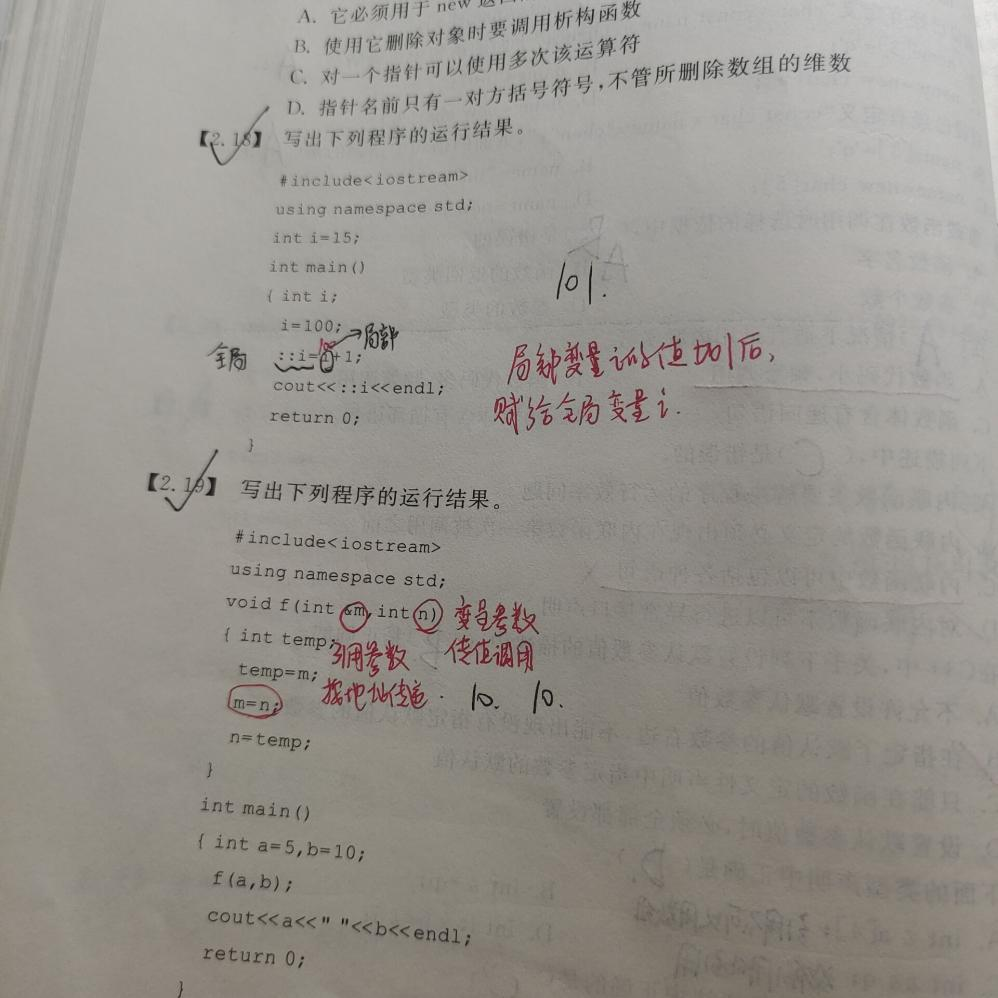 A. 它必须用于 new
B. 使用它删除对象时要调用析构函数
C. 对一个指针可以使用多次该运算符
D. 指针名前只有一对方括号符号,不管所删除数组的维数
【2.18】 写出下列程序的运行结果。
#include<iostream>
using namespace std;
int i=15;
int main()
{ int i;
101.
i=100;
局部
全局
::i=i+1;
局部变量i的值加1后,
cout<<::i<<endl;
赋给全局变量i.
return 0;
}
【2.19】 写出下列程序的运行结果。
#include<iostream>
using namespace std;
void f(int &m,int n) 变量参数
{ int temp; 引用参数 传值调用
temp=m; 按地址传递. 10. 10.
m=n;
n=temp;
}
int main()
{ int a=5,b=10;
f(a,b);
cout<<a<<" "<<b<<endl;
return 0;
}